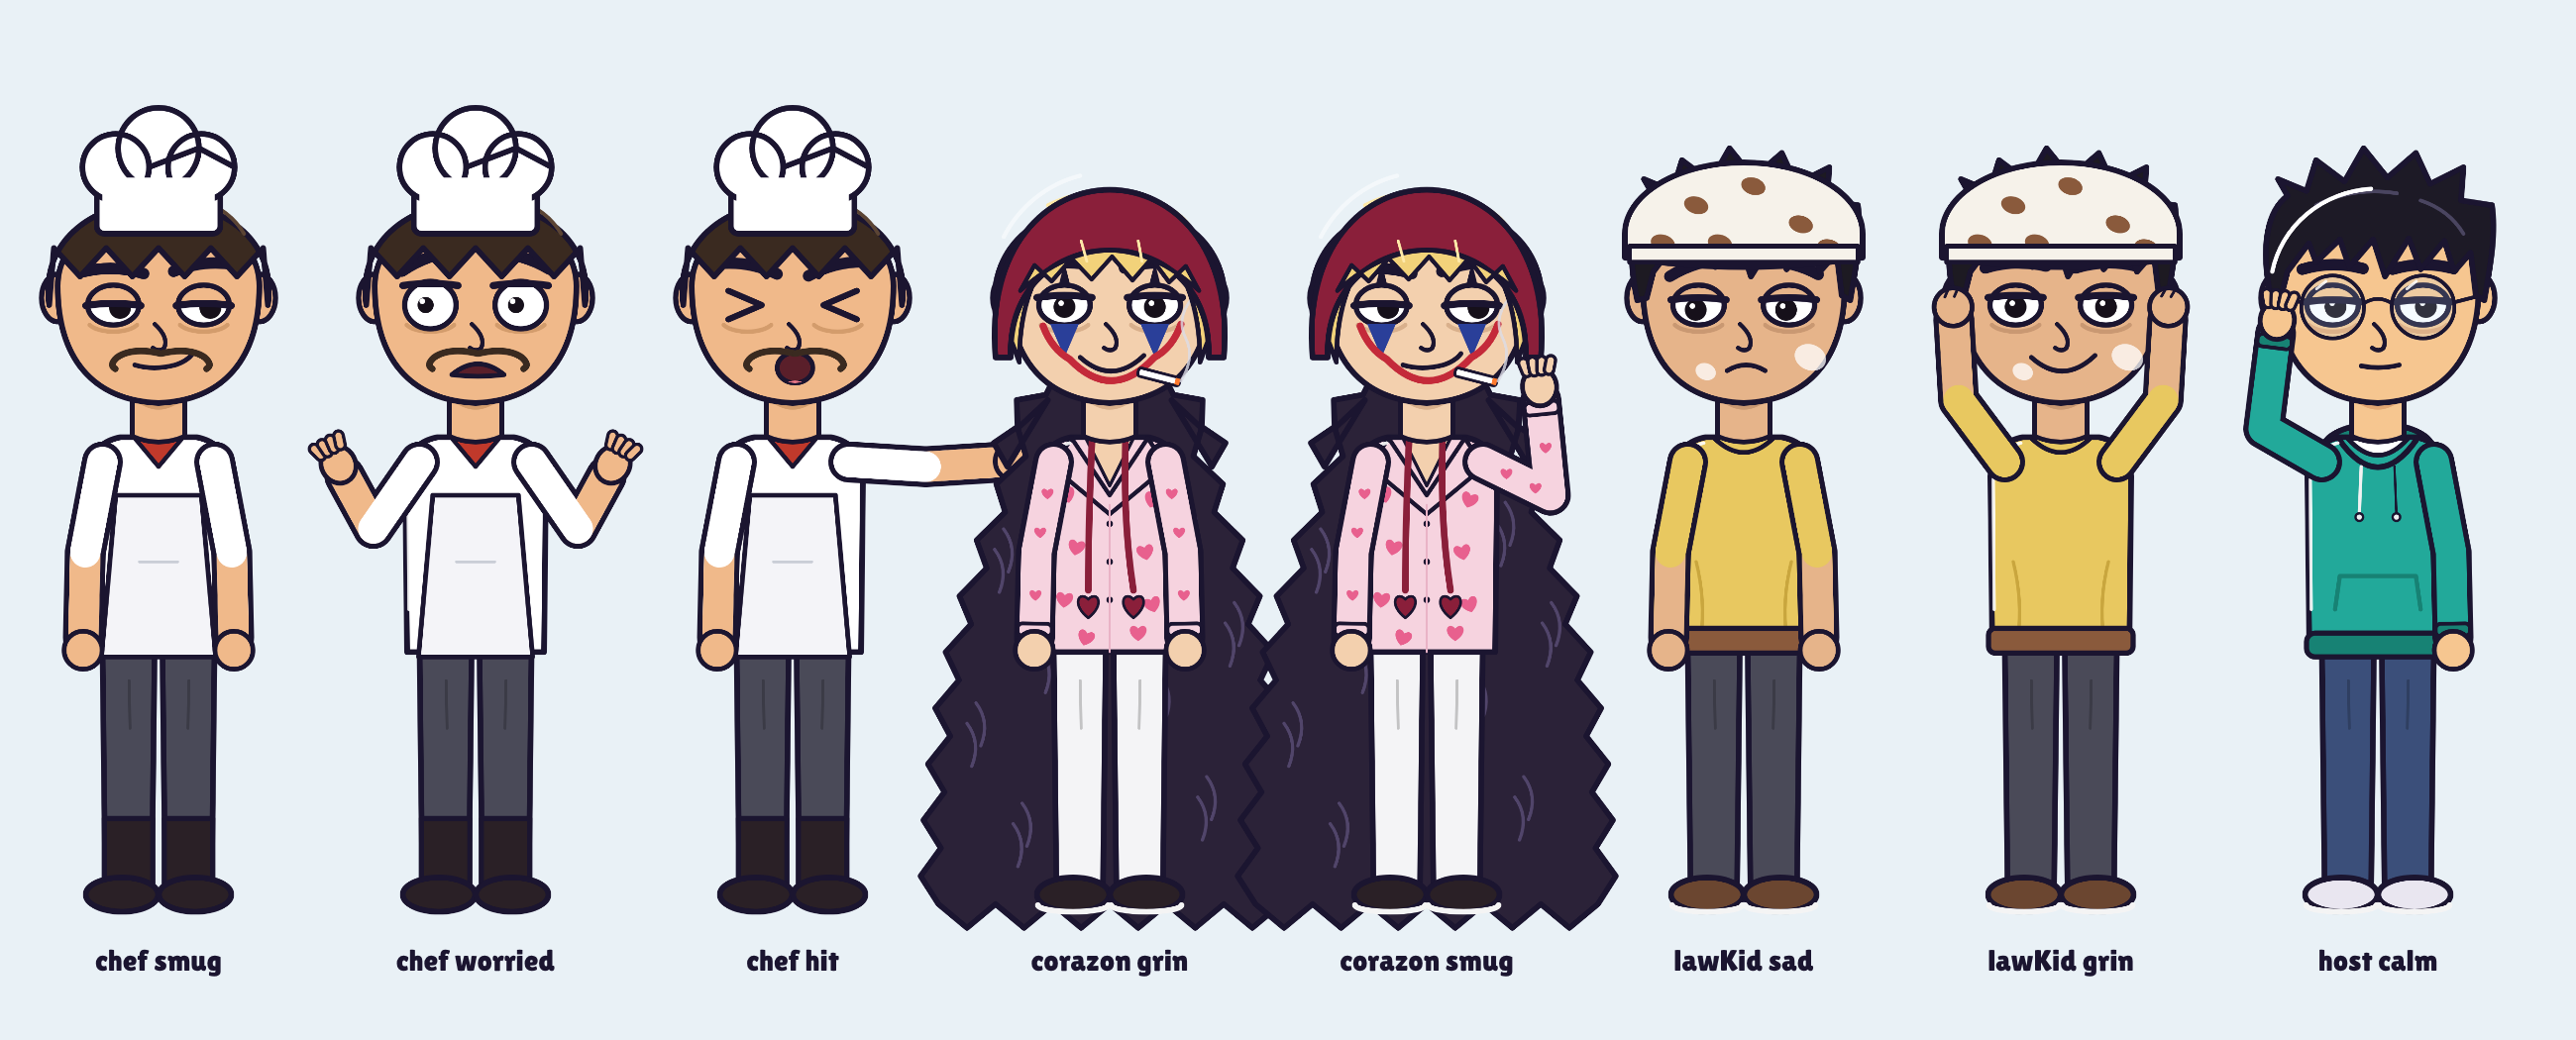 chef smug
chef worried
chef hit
corazon grin
corazon smug
lawKid sad
lawKid grin
host calm